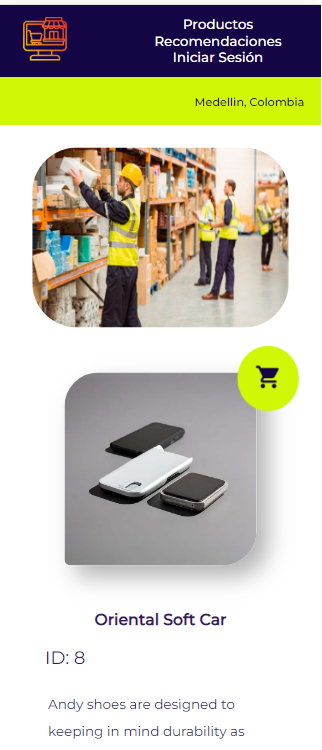 Productos
Recomendaciones
Iniciar Sesión
Medellin, Colombia
Oriental Soft Car
ID: 8
Andy shoes are designed to
keeping in mind durability as